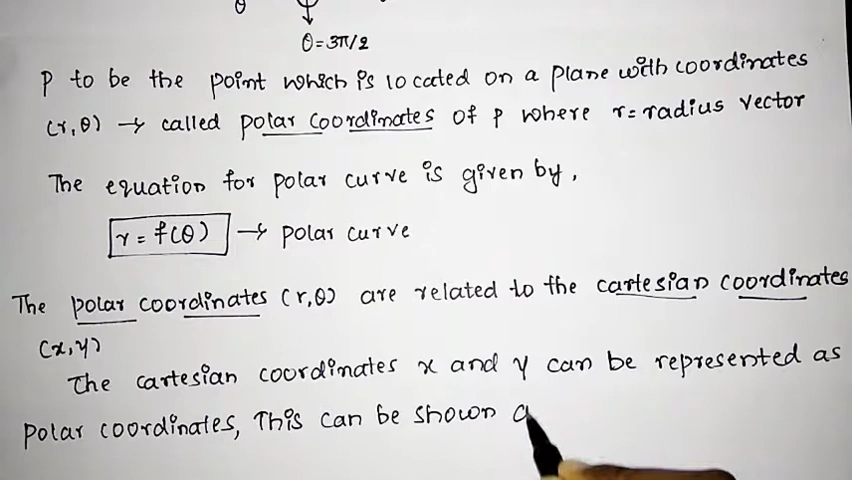 θ
θ = 3π/2
P to be the point which is located on a plane with coordinates
(r,θ) → called polar coordinates of P where r = radius vector
The equation for polar curve is given by,
r = f(θ) → polar curve
The polar coordinates (r,θ) are related to the cartesian coordinates
(x,y)
The cartesian coordinates x and y can be represented as
polar coordinates, This can be shown a